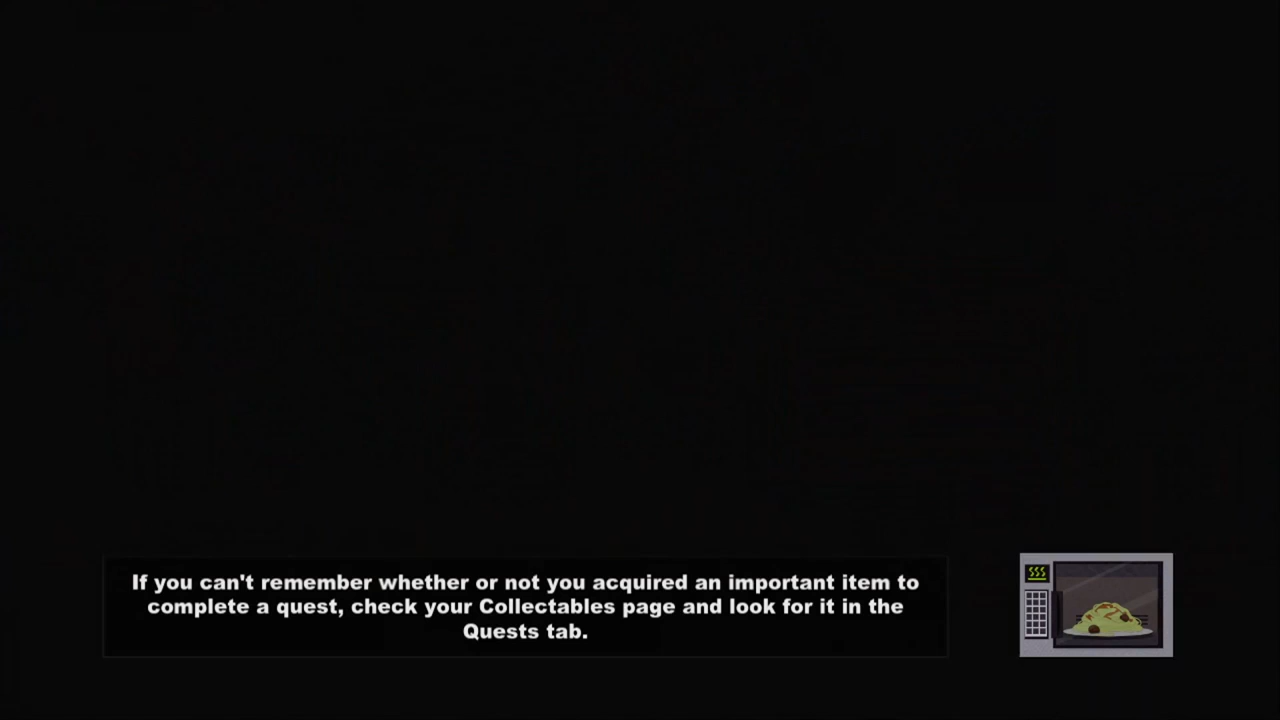 If you can't remember whether or not you acquired an important item to
complete a quest, check your Collectables page and look for it in the
Quests tab.